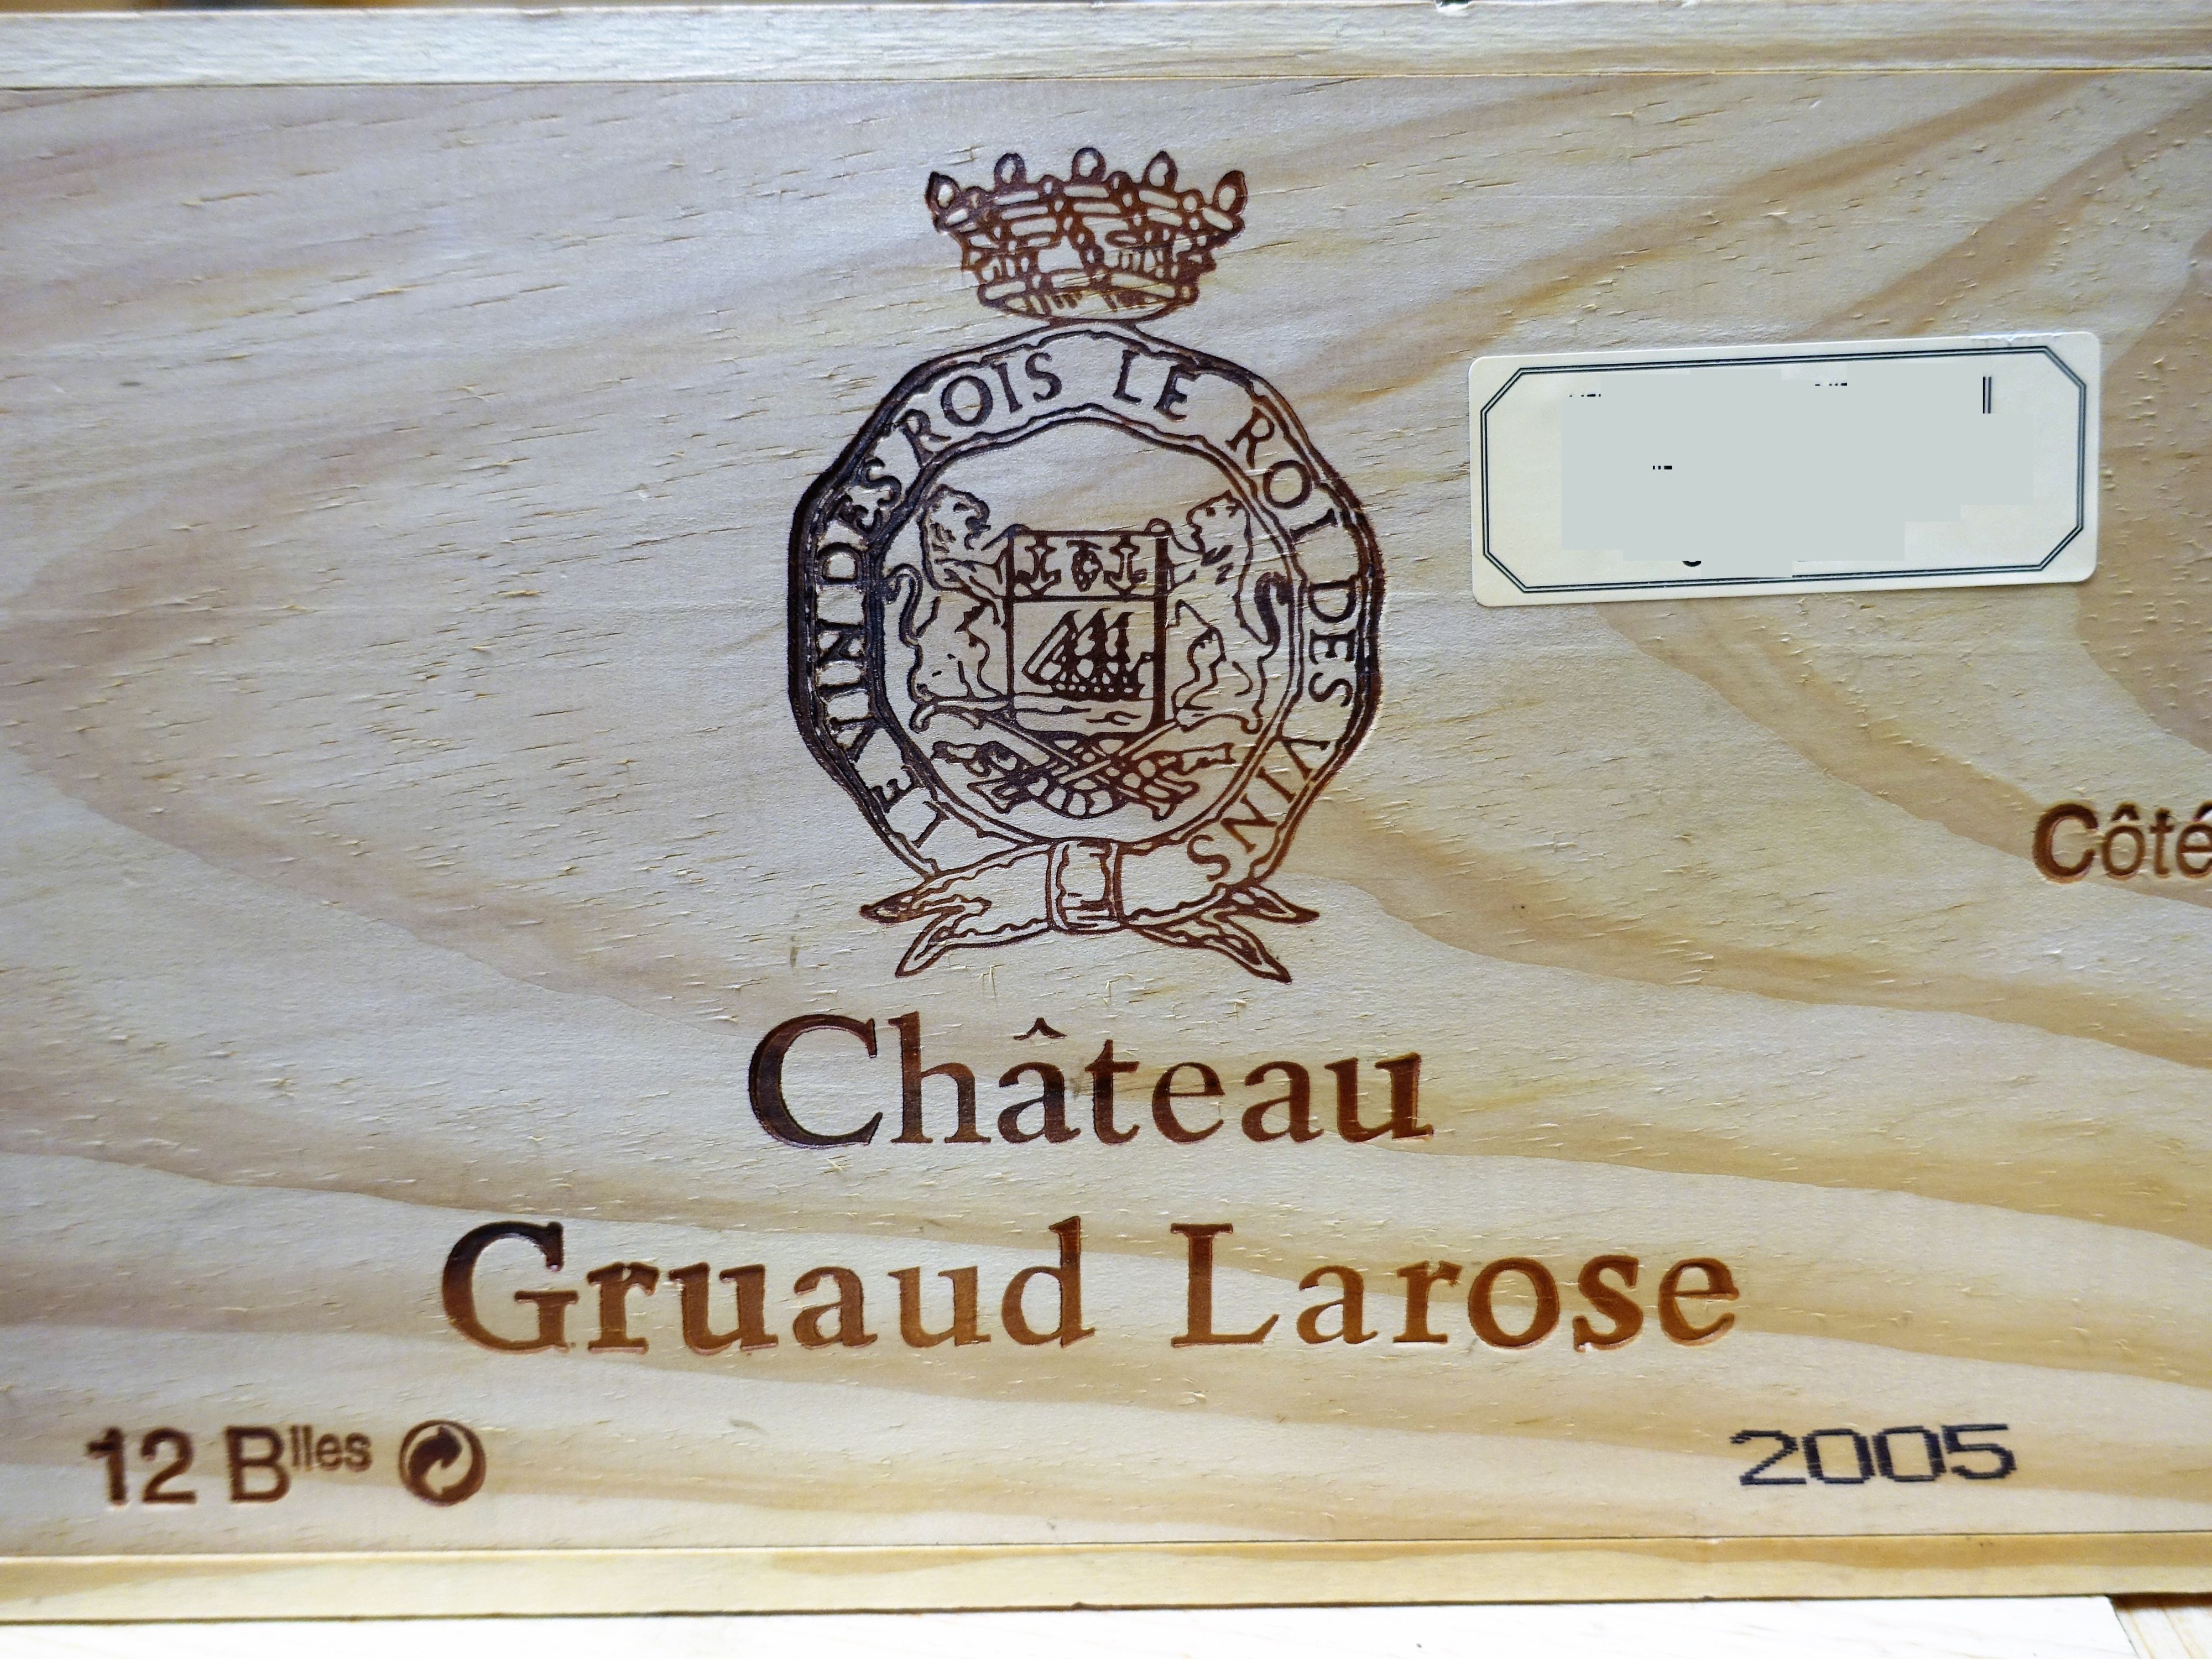 LE VIN DES ROIS LE ROI DES VINS
Côté
Château
Gruaud Larose
12 Blles
2005